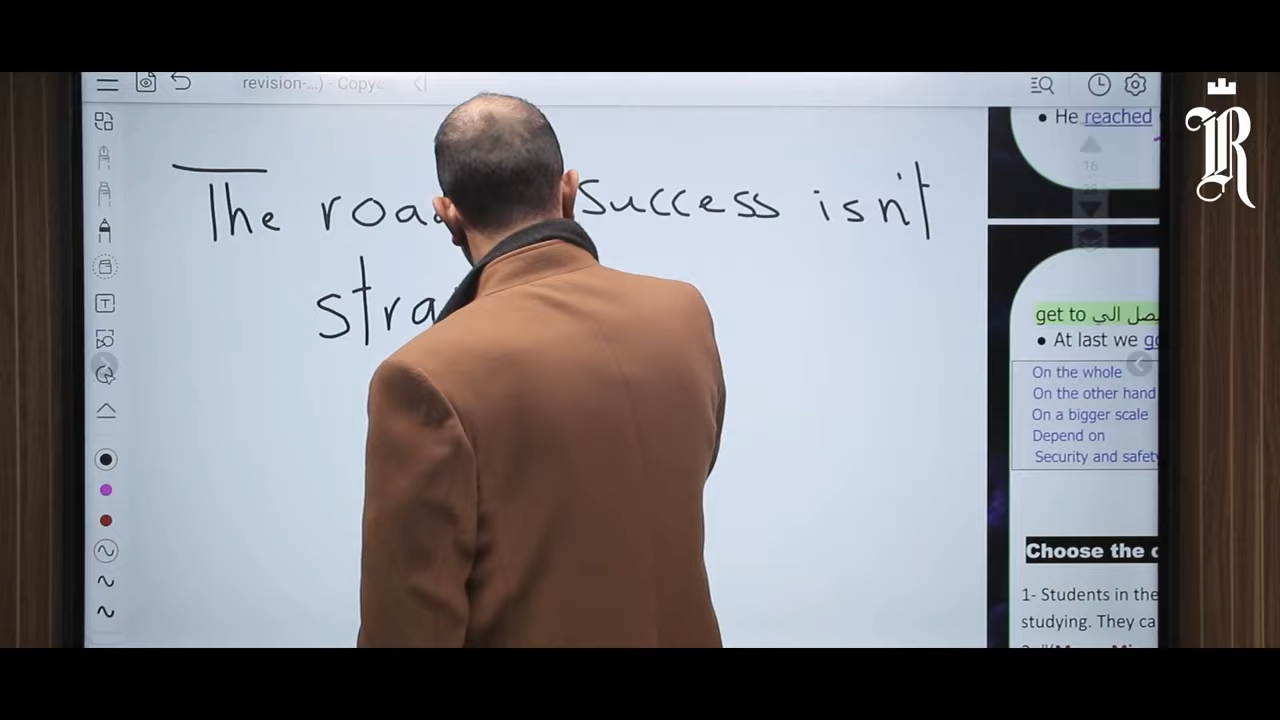 revision-...) - Copy
The roa success isn't
stra
• He reached
16
28
get to يصل الي
• At last we go
On the whole
On the other hand
On a bigger scale
Depend on
Security and safety
Choose the c
1- Students in the
studying. They ca
R